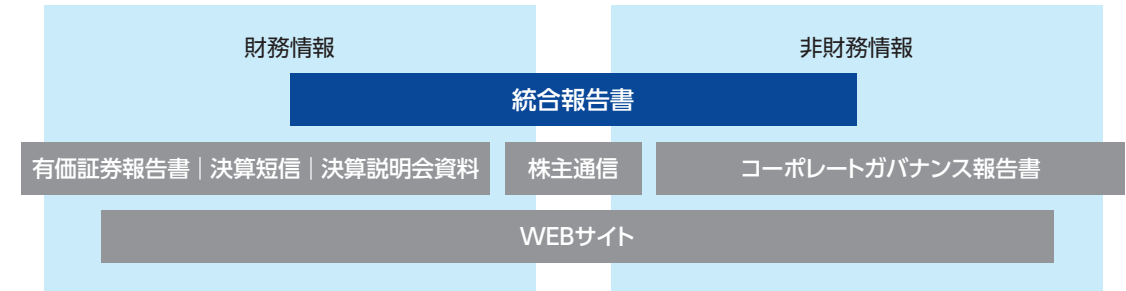 財務情報
非財務情報
統合報告書
有価証券報告書｜決算短信｜決算説明会資料
株主通信
コーポレートガバナンス報告書
WEBサイト